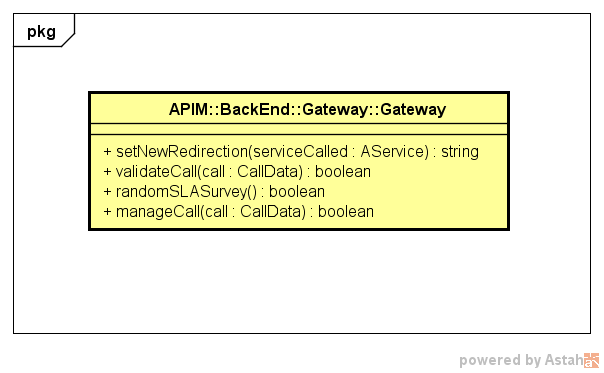 pkg
APIM::BackEnd::Gateway::Gateway
+ setNewRedirection(serviceCalled : AService) : string
+ validateCall(call : CallData) : boolean
+ randomSLASurvey() : boolean
+ manageCall(call : CallData) : boolean
powered by Astah